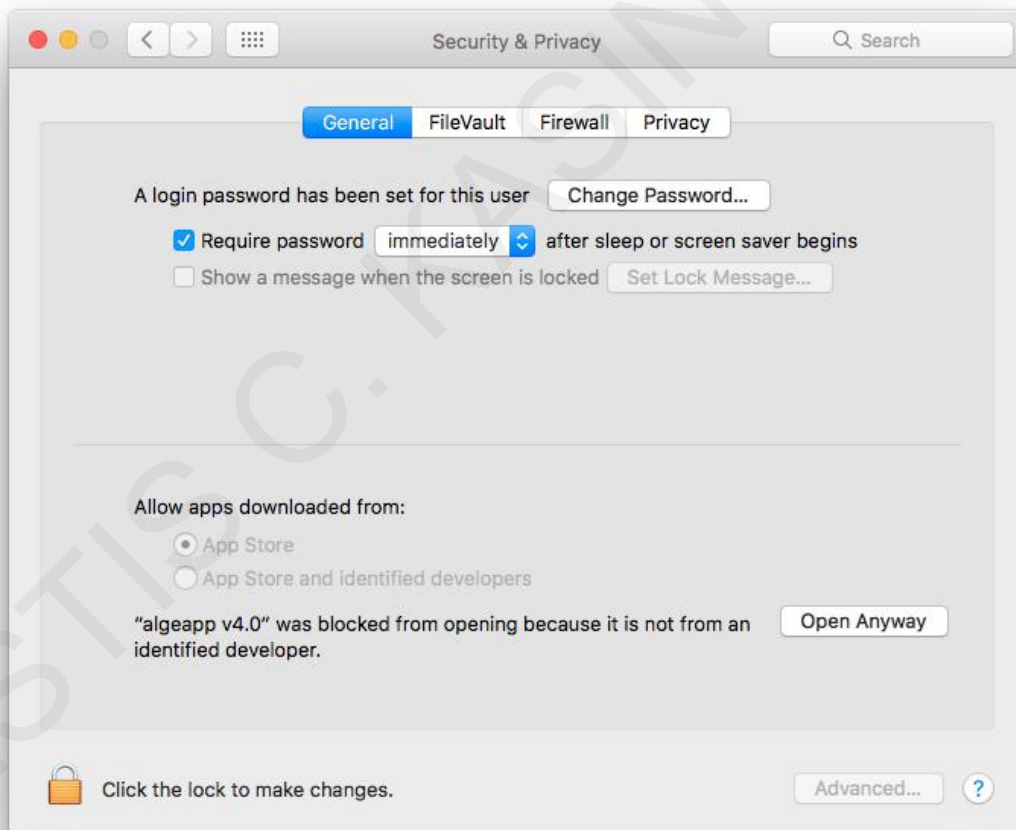 Security & Privacy
Search
General FileVault Firewall Privacy
A login password has been set for this user Change Password...
Require password immediately after sleep or screen saver begins
Show a message when the screen is locked Set Lock Message...
Allow apps downloaded from:
App Store
App Store and identified developers
“algeapp v4.0” was blocked from opening because it is not from an
identified developer.
Open Anyway
Click the lock to make changes.
Advanced... ?
STIS C. KASIN